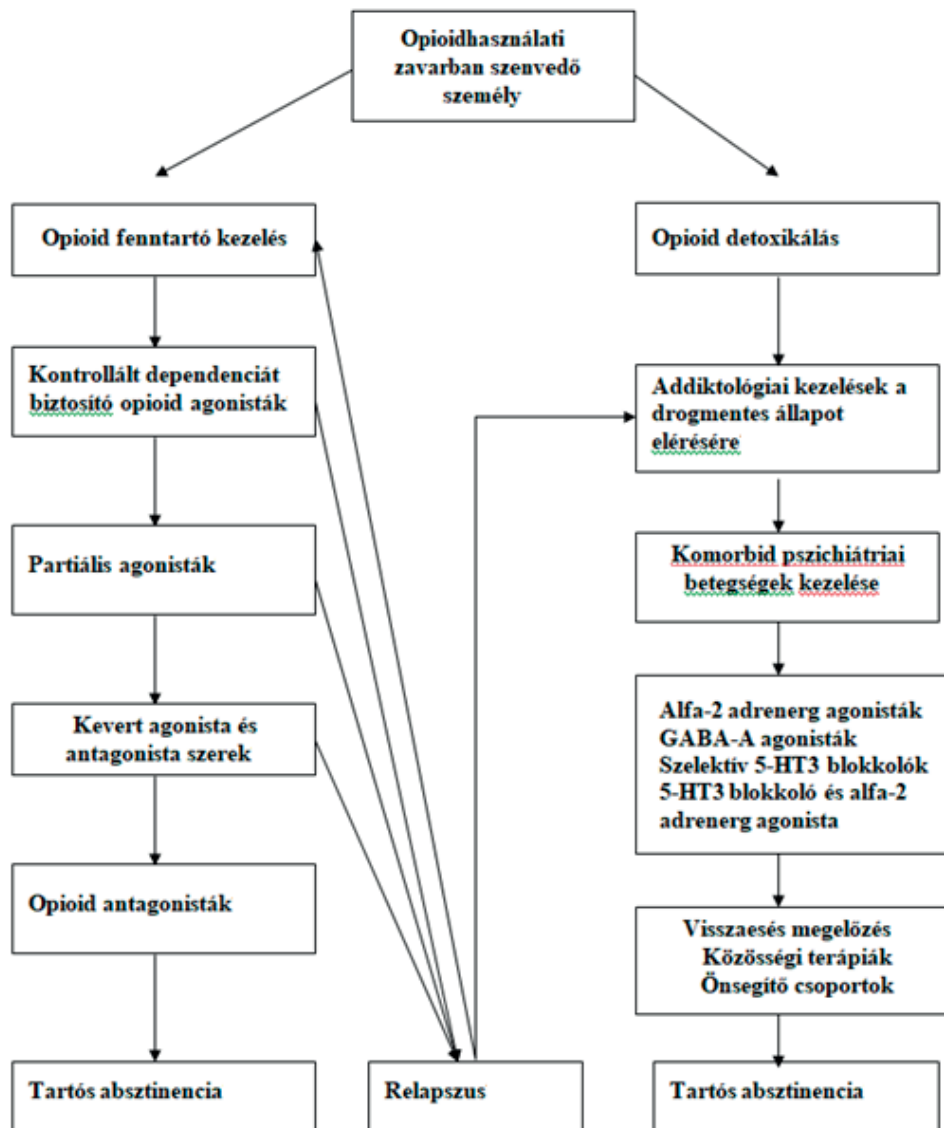 Opioidhasználati
zavarban szenvedő
személy
Opioid fenntartó kezelés
Kontrollált dependenciát
biztosító opioid agonisták
Partiális agonisták
Kevert agonista és
antagonista szerek
Opioid antagonisták
Tartós absztinencia
Relapszus
Opioid detoxikálás
Addiktológiai kezelések a
drogmentes állapot
elérésére
Komorbid pszichiátriai
betegségek kezelése
Alfa-2 adrenerg agonisták
GABA-A agonisták
Szelektív 5-HT3 blokkolók
5-HT3 blokkoló és alfa-2
adrenerg agonista
Visszaesés megelőzés
Közösségi terápiák
Önsegítő csoportok
Tartós absztinencia